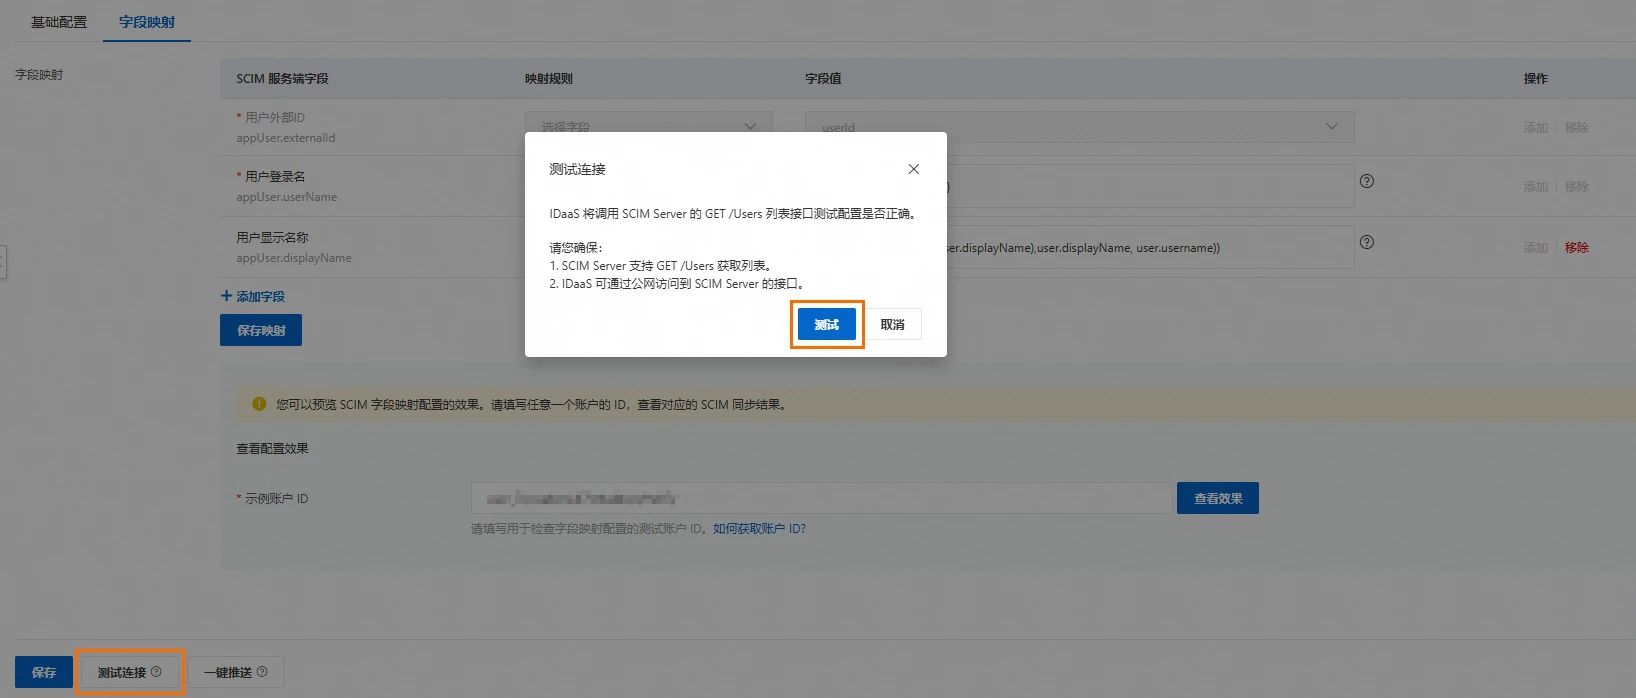 基础配置 字段映射
字段映射
SCIM 服务端字段 映射规则 字段值 操作
* 用户外部ID
appUser.externalId
选择字段 userId 添加 移除
* 用户登录名
appUser.userName
) 添加 移除
用户显示名称
appUser.displayName
ser.displayName),user.displayName, user.username)) 添加 移除
添加字段
保存映射
测试连接
IDaaS 将调用 SCIM Server 的 GET /Users 列表接口测试配置是否正确。
请您确保：
1. SCIM Server 支持 GET /Users 获取列表。
2. IDaaS 可通过公网访问到 SCIM Server 的接口。
测试 取消
您可以预览 SCIM 字段映射配置的效果。请填写任意一个账户的 ID，查看对应的 SCIM 同步结果。
查看配置效果
* 示例账户 ID 查看效果
请填写用于检查字段映射配置的测试账户 ID。如何获取账户 ID?
保存 测试连接 一键推送